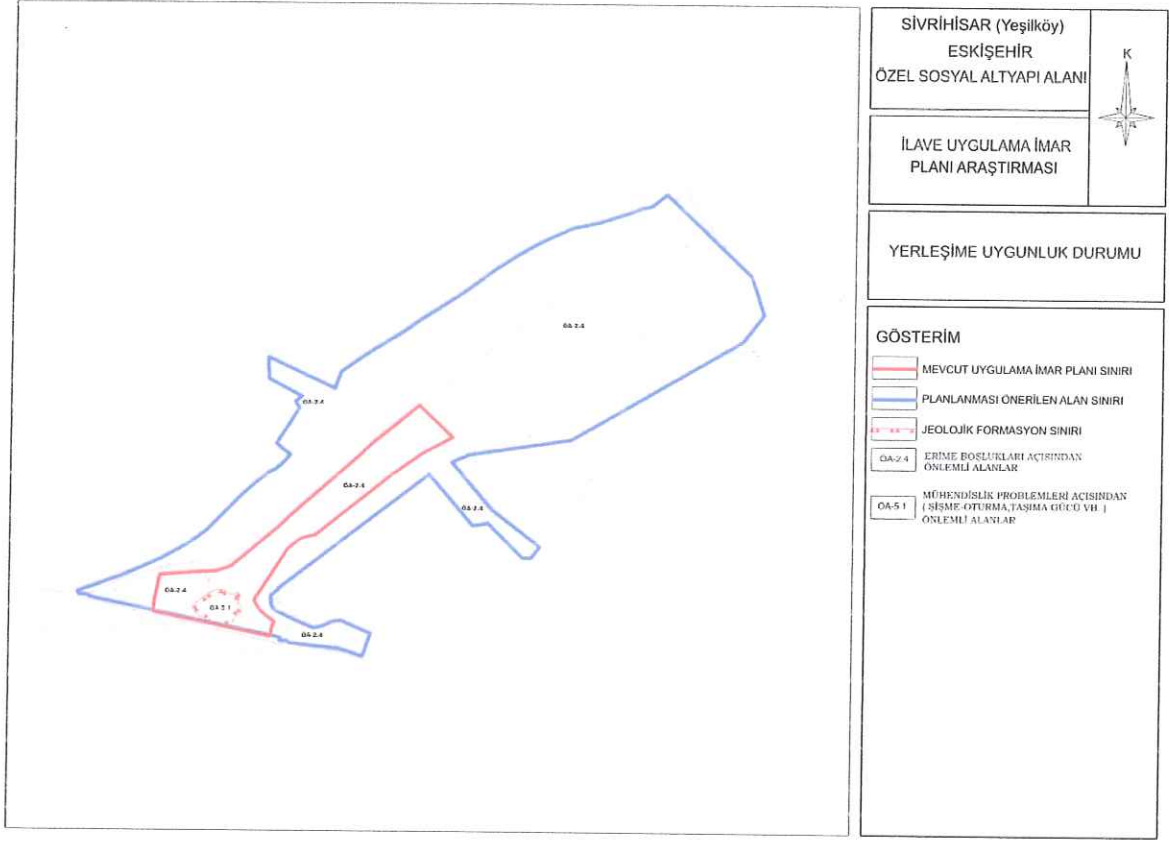 SİVRİHİSAR (Yeşilköy)
ESKİŞEHİR
ÖZEL SOSYAL ALTYAPI ALANI
K
İLAVE UYGULAMA İMAR
PLANI ARAŞTIRMASI
YERLEŞİME UYGUNLUK DURUMU
GÖSTERİM
MEVCUT UYGULAMA İMAR PLANI SINIRI
PLANLANMASI ÖNERİLEN ALAN SINIRI
JEOLOJİK FORMASYON SINIRI
ÖA-2.4
ERİME BOŞLUKLARI AÇISINDAN
ÖNLEMLİ ALANLAR
ÖA-5.1
MÜHENDİSLİK PROBLEMLERİ AÇISINDAN
( ŞİŞME-OTURMA,TAŞIMA GÜCÜ VB. )
ÖNLEMLİ ALANLAR
ÖA-2.4
ÖA-2.4
ÖA-2.4
ÖA-2.4
ÖA-2.4
ÖA-5.1
ÖA-2.4